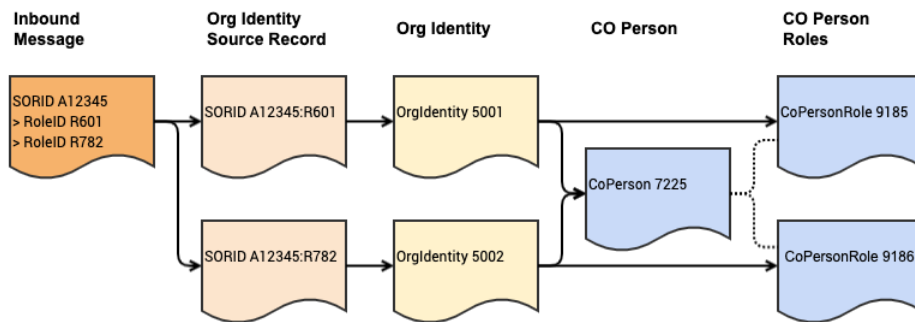 Inbound
Message
Org Identity
Source Record
Org Identity
CO Person
CO Person
Roles
SORID A12345
> RoleID R601
> RoleID R782
SORID A12345:R601
OrgIdentity 5001
CoPersonRole 9185
CoPerson 7225
SORID A12345:R782
OrgIdentity 5002
CoPersonRole 9186